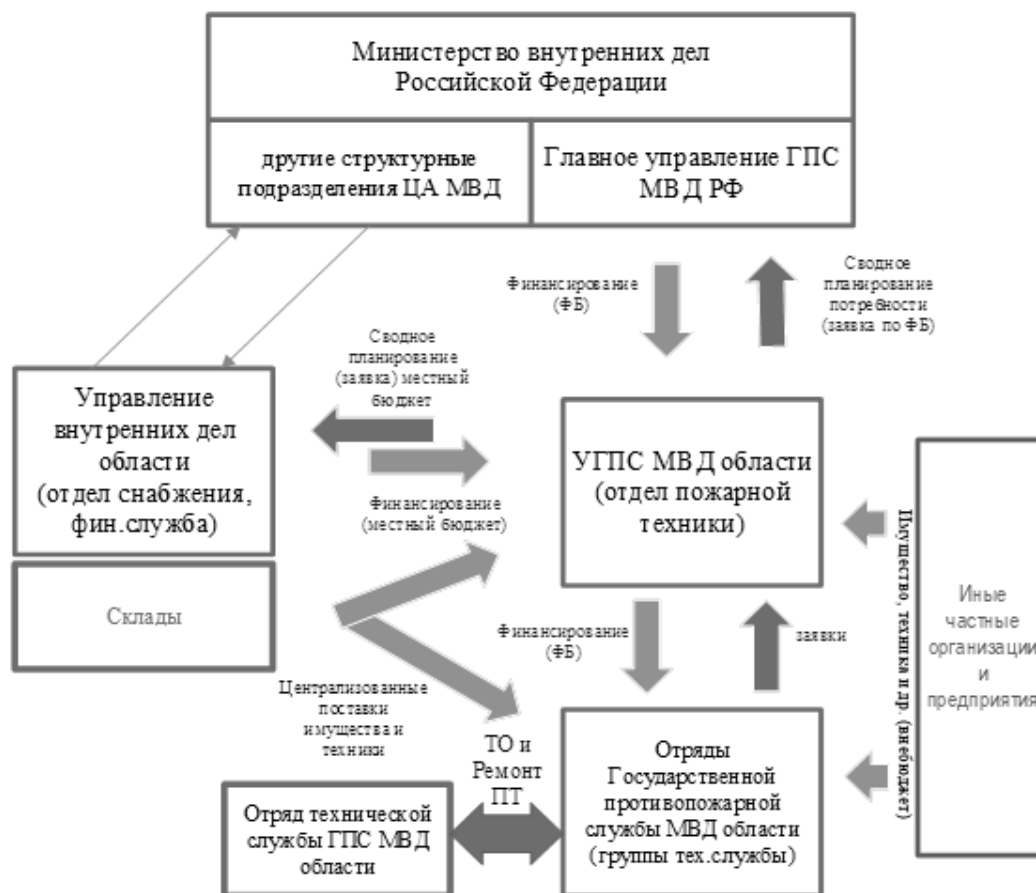 Министерство внутренних дел
Российской Федерации
другие структурные
подразделения ЦА МВД
Главное управление ГПС
МВД РФ
Финансирование
(ФБ)
Сводное
планирование
потребности
(заявка по ФБ)
Сводное
планирование
(заявка) местный
бюджет
Управление
внутренних дел
области
(отдел снабжения,
фин.служба)
Финансирование
(местный бюджет)
УГПС МВД области
(отдел пожарной
техники)
Имущество, техника и др. (внебюджет)
Иные
частные
организации
и
предприятия
Склады
Финансирование
(ФБ)
заявки
Централизованные
поставки
имущества и
техники
ТО и
Ремонт
ПТ
Отряд технической
службы ГПС МВД
области
Отряды
Государственной
противопожарной
службы МВД области
(группы тех.службы)